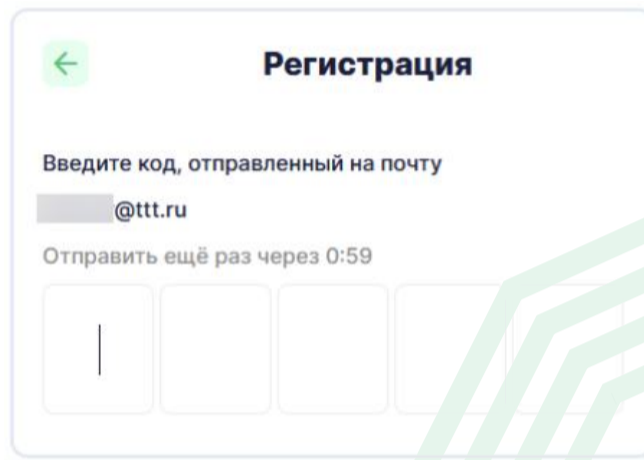 Регистрация
Введите код, отправленный на почту
@ttt.ru
Отправить ещё раз через 0:59